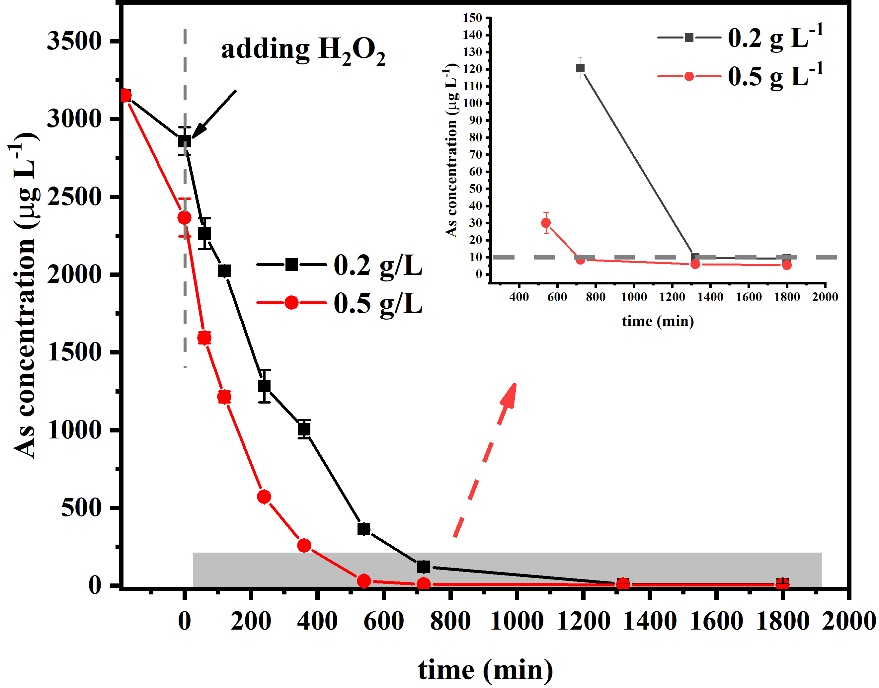 adding H₂O₂
0.2 g/L
0.5 g/L
As concentration (μg L⁻¹)
3500
3000
2500
2000
1500
1000
500
0
0 200 400 600 800 1000 1200 1400 1600 1800 2000
time (min)
0.2 g L⁻¹
0.5 g L⁻¹
As concentration (μg L⁻¹)
150
140
130
120
110
100
90
80
70
60
50
40
30
20
10
0
400 600 800 1000 1200 1400 1600 1800 2000
time (min)